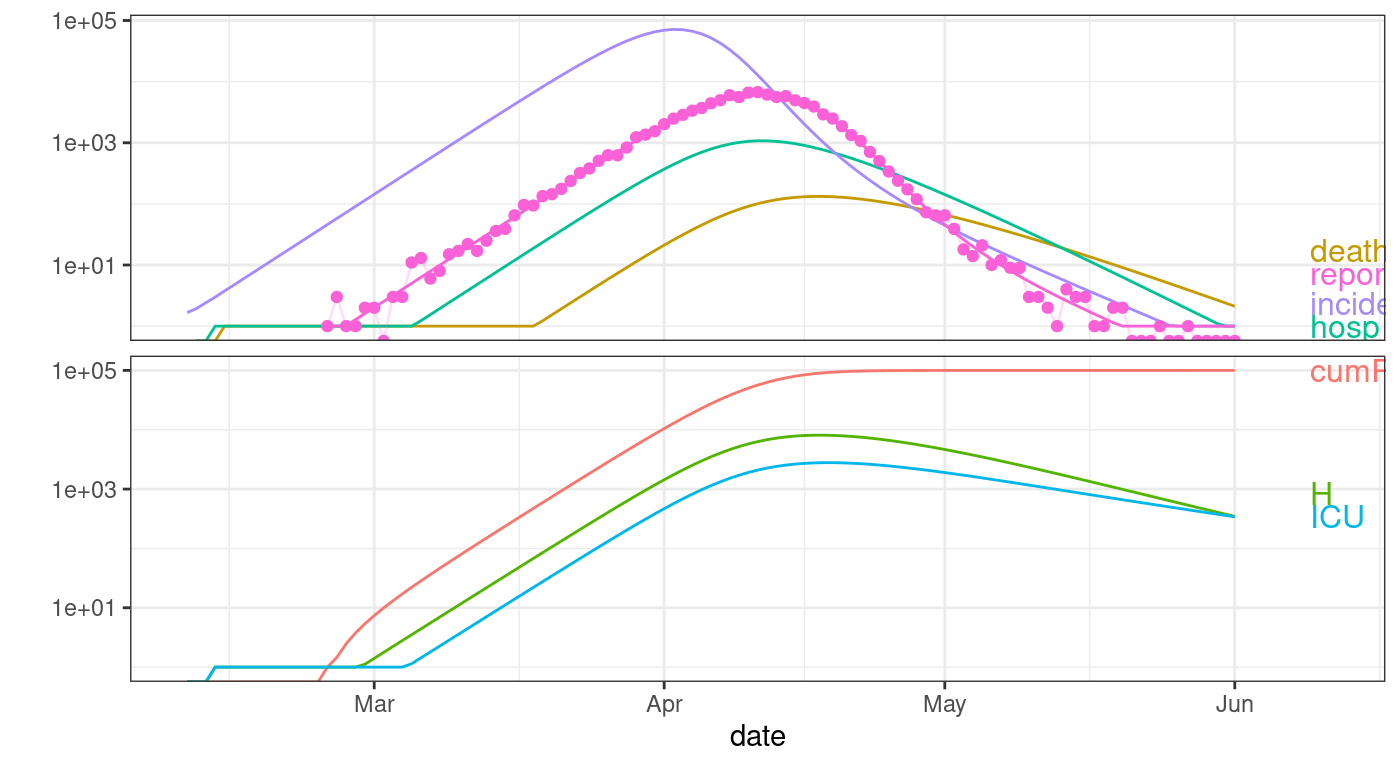 1e+05
1e+03
1e+01
death
repor
incide
hosp
1e+05
1e+03
1e+01
cumR
H
ICU
Mar Apr May Jun
date